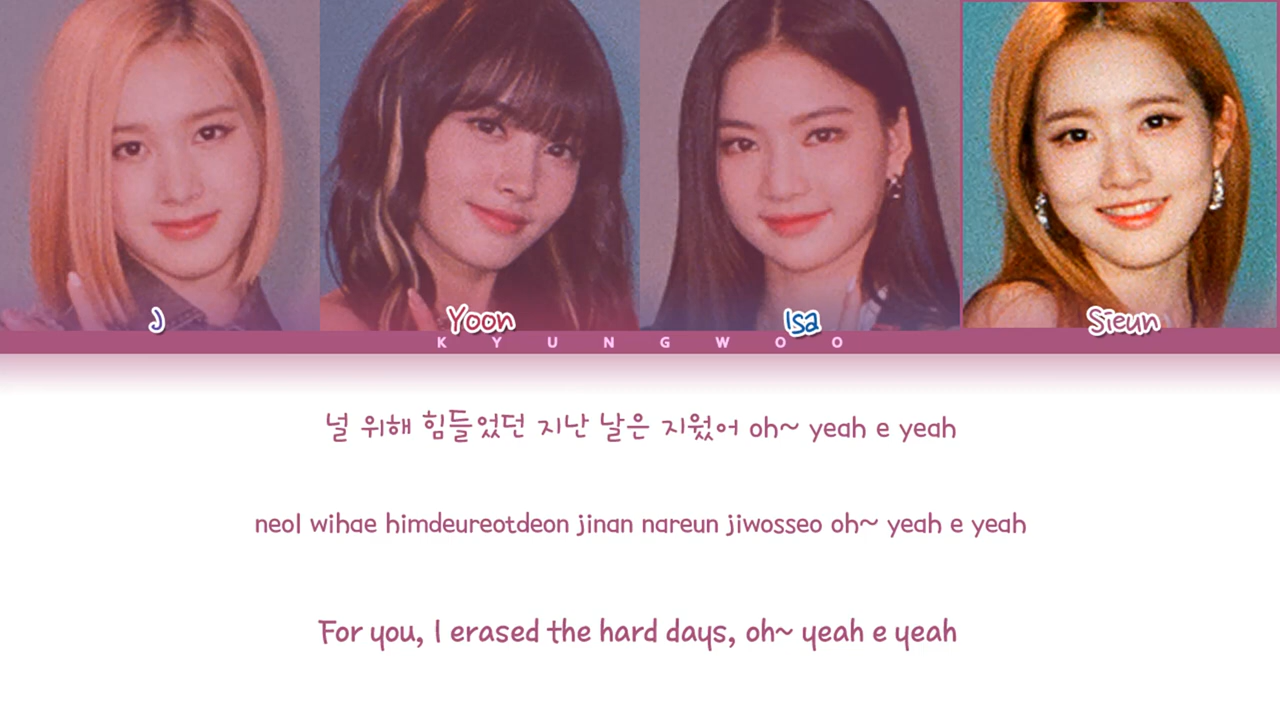 J
Yoon
Isa
Sieun
KYUNGWOO
널 위해 힘들었던 지난 날은 지웠어 oh~ yeah e yeah
neol wihae himdeureotdeon jinan nareun jiwosseo oh~ yeah e yeah
For you, I erased the hard days, oh~ yeah e yeah